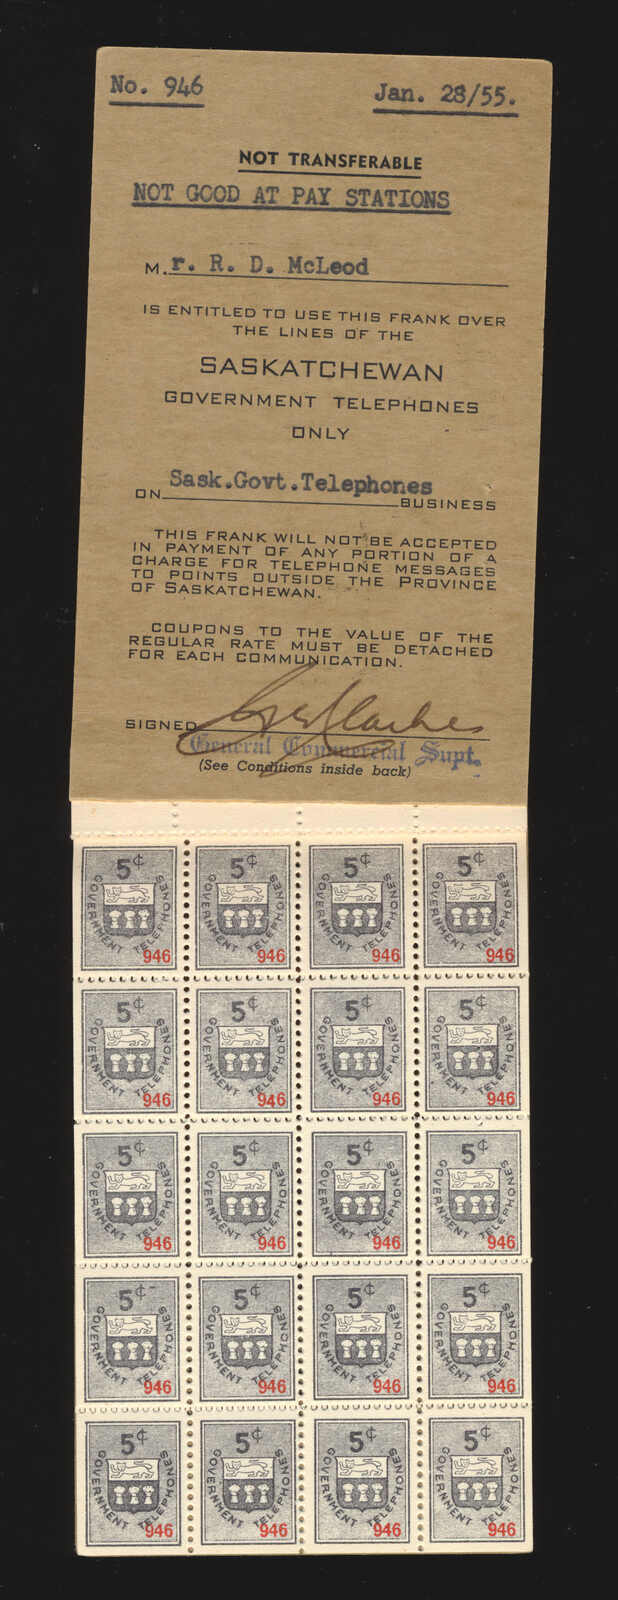 No. 946 Jan. 28/55.
NOT TRANSFERABLE
NOT GOOD AT PAY STATIONS
M. r. R. D. McLeod
IS ENTITLED TO USE THIS FRANK OVER
THE LINES OF THE
SASKATCHEWAN
GOVERNMENT TELEPHONES
ONLY
ON Sask.Govt.Telephones BUSINESS
THIS FRANK WILL NOT BE ACCEPTED
IN PAYMENT OF ANY PORTION OF A
CHARGE FOR TELEPHONE MESSAGES
TO POINTS OUTSIDE THE PROVINCE
OF SASKATCHEWAN.
COUPONS TO THE VALUE OF THE
REGULAR RATE MUST BE DETACHED
FOR EACH COMMUNICATION.
SIGNED
General Commercial Supt.
(See Conditions inside back)
5¢ 5¢ 5¢ 5¢
GOVERNMENT TELEPHONES GOVERNMENT TELEPHONES GOVERNMENT TELEPHONES GOVERNMENT TELEPHONES
946 946 946 946
5¢ 5¢ 5¢ 5¢
GOVERNMENT TELEPHONES GOVERNMENT TELEPHONES GOVERNMENT TELEPHONES GOVERNMENT TELEPHONES
946 946 946 946
5¢ 5¢ 5¢ 5¢
GOVERNMENT TELEPHONES GOVERNMENT TELEPHONES GOVERNMENT TELEPHONES GOVERNMENT TELEPHONES
946 946 946 946
5¢ 5¢ 5¢ 5¢
GOVERNMENT TELEPHONES GOVERNMENT TELEPHONES GOVERNMENT TELEPHONES GOVERNMENT TELEPHONES
946 946 946 946
5¢ 5¢ 5¢ 5¢
GOVERNMENT TELEPHONES GOVERNMENT TELEPHONES GOVERNMENT TELEPHONES GOVERNMENT TELEPHONES
946 946 946 946